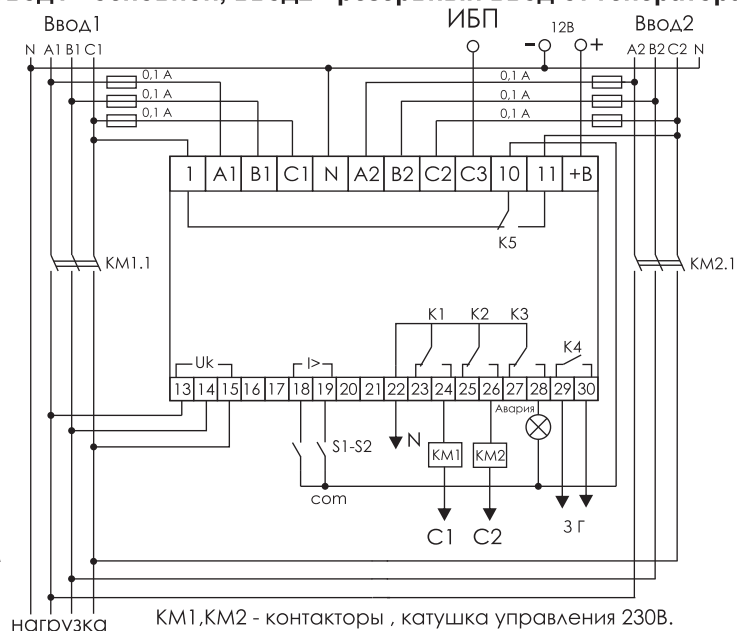 ИБП
Ввод1
Ввод2
12В
- +
N A1 B1 C1
A2 B2 C2 N
0,1 А
0,1 А
0,1 А
0,1 А
0,1 А
0,1 А
1 A1 B1 C1 N A2 B2 C2 C3 10 11 +B
K5
KM1.1
KM2.1
K1 K2 K3
K4
Uk
I>
13 14 15 16 17 18 19 20 21 22 23 24 25 26 27 28 29 30
Авария
N
S1-S2
KM1
KM2
com
C1 C2
3 Г
нагрузка
КМ1,КМ2 - контакторы , катушка управления 230В.